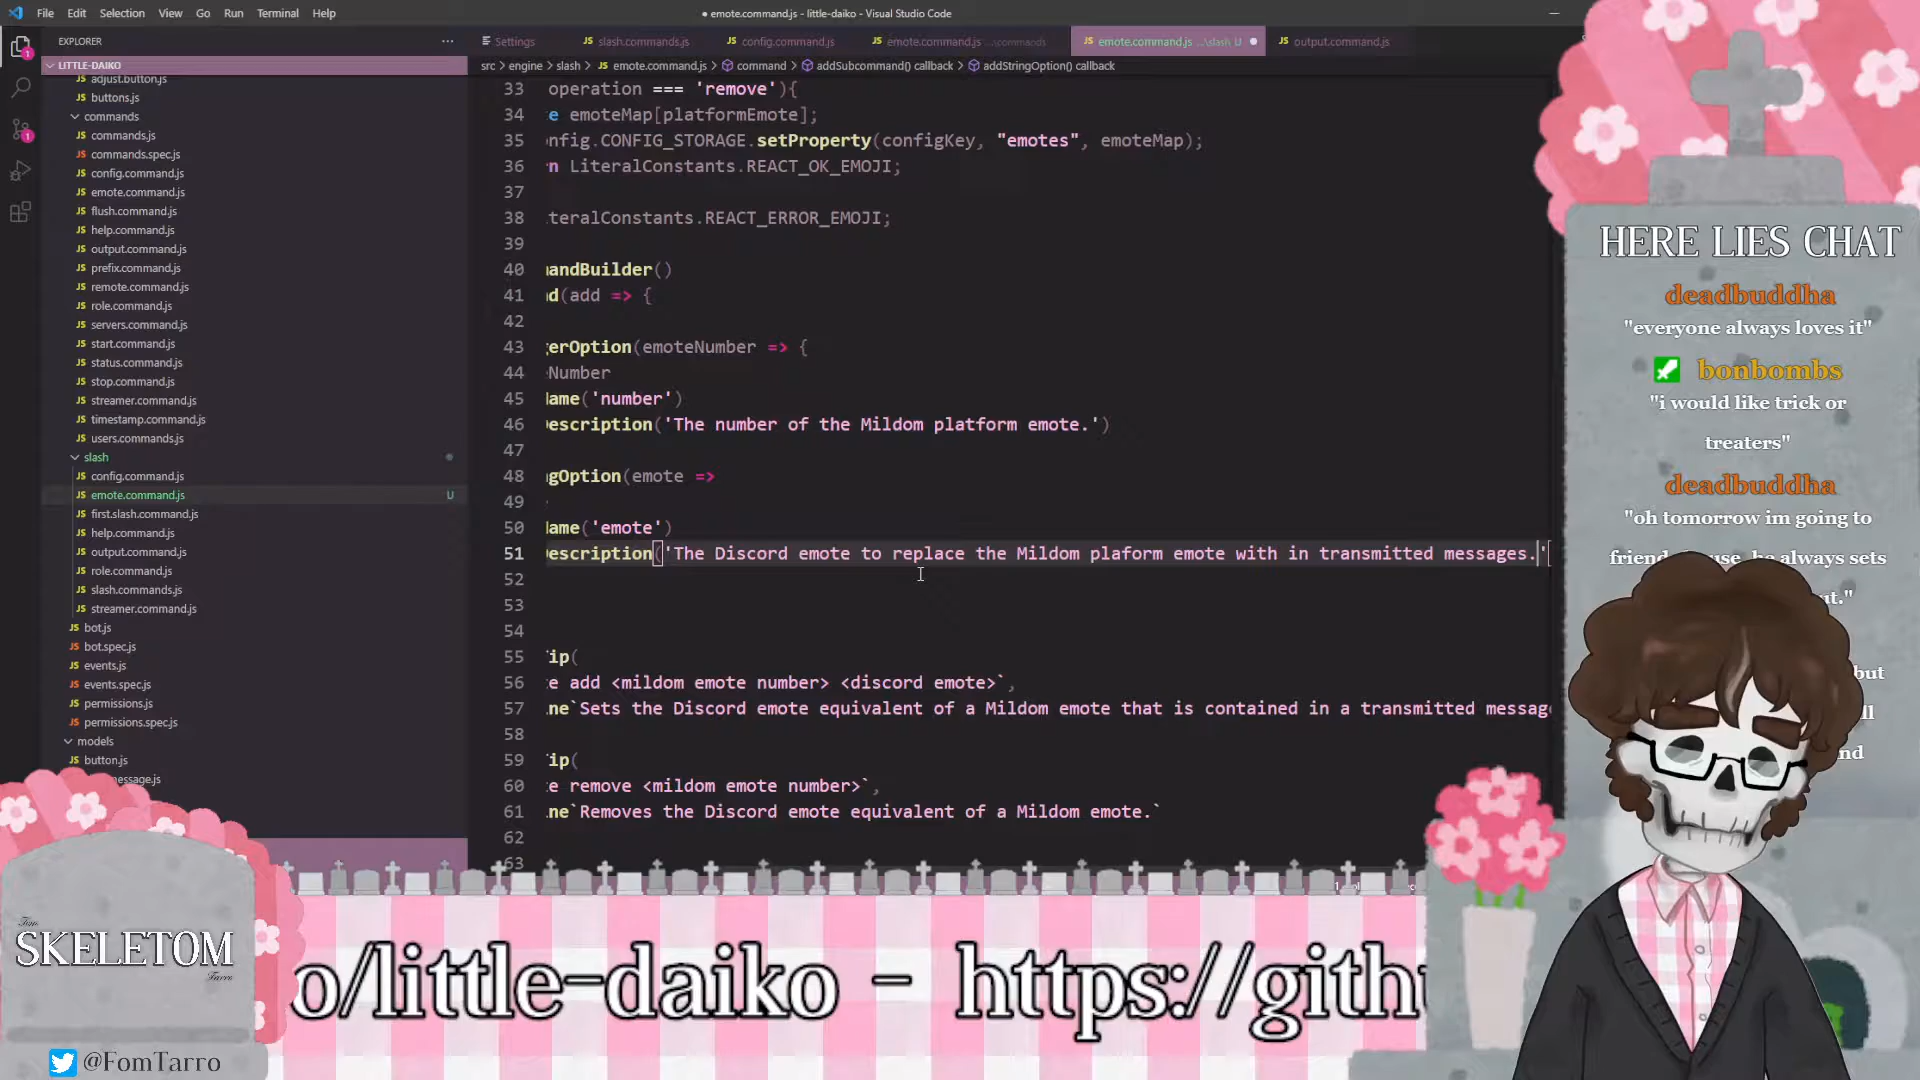 File Edit Selection View Go Run Terminal Help
● emote.command.js - little-daiko - Visual Studio Code
EXPLORER
LITTLE-DAIKO
adjust.button.js
buttons.js
commands
commands.js
commands.spec.js
config.command.js
emote.command.js
flush.command.js
help.command.js
output.command.js
prefix.command.js
remote.command.js
role.command.js
servers.command.js
start.command.js
status.command.js
stop.command.js
streamer.command.js
timestamp.command.js
users.commands.js
slash
config.command.js
emote.command.js U
first.slash.command.js
help.command.js
output.command.js
role.command.js
slash.command.js
streamer.command.js
bot.js
bot.spec.js
events.js
events.spec.js
permissions.js
permissions.spec.js
models
button.js
message.js
Settings
JS slash.commands.js
JS config.command.js
JS emote.command.js ...\commands
JS emote.command.js ...\slash U
JS output.command.js
src > engine > slash > JS emote.command.js > command > addSubcommand() callback > addStringOption() callback
33 operation === 'remove'){
34 e emoteMap[platformEmote];
35 nfig.CONFIG_STORAGE.setProperty(configKey, "emotes", emoteMap);
36 n LiteralConstants.REACT_OK_EMOJI;
37
38 teralConstants.REACT_ERROR_EMOJI;
39
40 andBuilder()
41 d(add => {
42
43 erOption(emoteNumber => {
44 Number
45 ame('number')
46 escription('The number of the Mildom platform emote.')
47
48 gOption(emote =>
49
50 ame('emote')
51 escription('The Discord emote to replace the Mildom plaform emote with in transmitted messages.'
52
53
54
55 ip(
56 e add <mildom emote number> <discord emote>`,
57 ne`Sets the Discord emote equivalent of a Mildom emote that is contained in a transmitted messag
58
59 ip(
60 e remove <mildom emote number>`,
61 ne`Removes the Discord emote equivalent of a Mildom emote.`
62
63
HERE LIES CHAT
deadbuddha
"everyone always loves it"
bonbombs
"i would like trick or
treaters"
deadbuddha
"oh tomorrow im going to
always sets
but
Tom
SKELETOM
Tarro
@FomTarro
o/little-daiko - https://gith